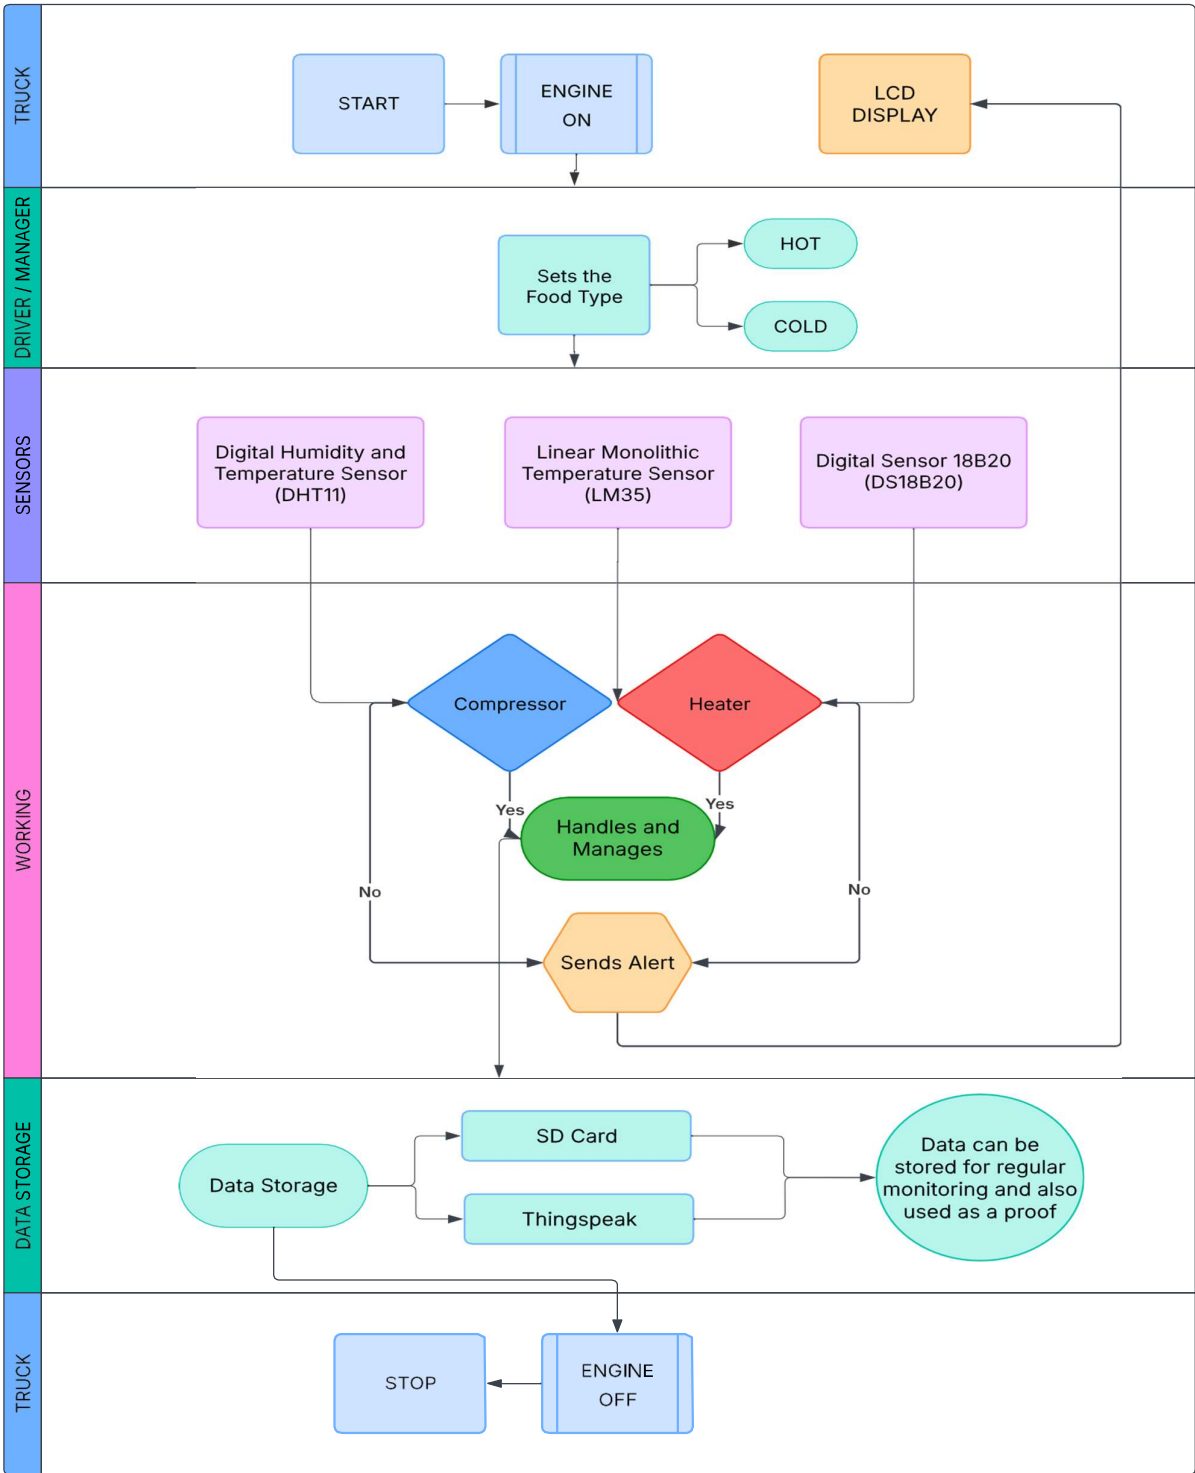 TRUCK
START
ENGINE
ON
LCD
DISPLAY
DRIVER / MANAGER
Sets the
Food Type
HOT
COLD
SENSORS
Digital Humidity and
Temperature Sensor
(DHT11)
Linear Monolithic
Temperature Sensor
(LM35)
Digital Sensor 18B20
(DS18B20)
WORKING
Compressor
Heater
Yes
Yes
Handles and
Manages
No
No
Sends Alert
DATA STORAGE
Data Storage
SD Card
Thingspeak
Data can be
stored for regular
monitoring and also
used as a proof
TRUCK
STOP
ENGINE
OFF